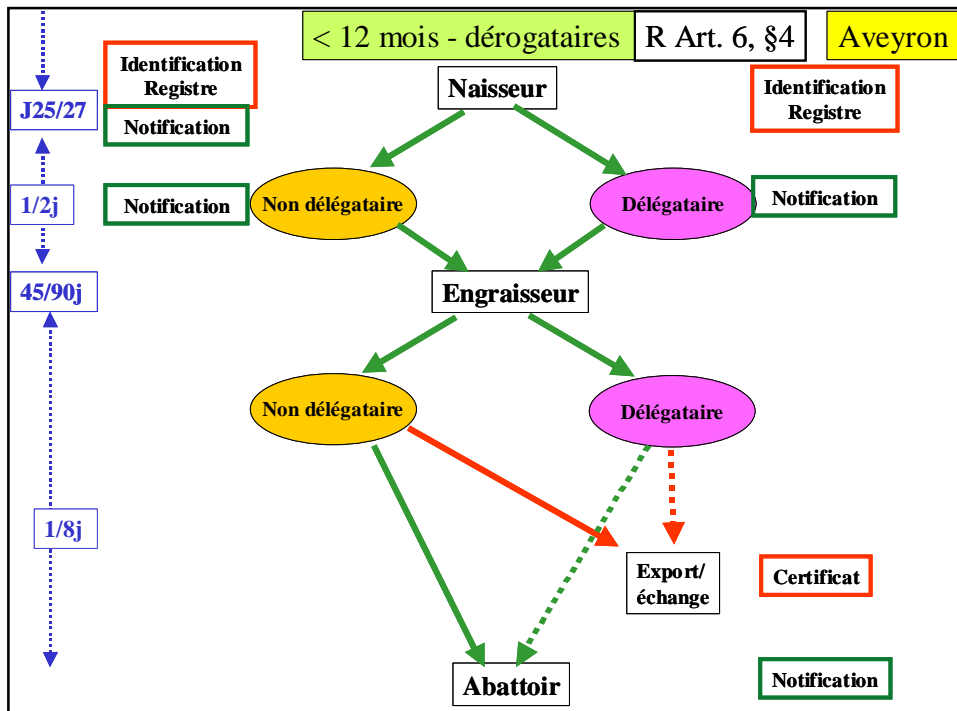 < 12 mois - dérogataires
R Art. 6, §4
Aveyron
Identification
Registre
Naisseur
Identification
Registre
J25/27
Notification
1/2j
Notification
Non délégataire
Délégataire
Notification
45/90j
Engraisseur
Non délégataire
Délégataire
1/8j
Export/
échange
Certificat
Abattoir
Notification